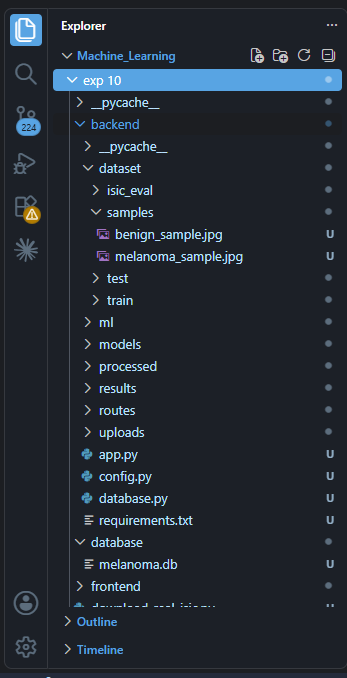 Explorer
Machine_Learning
exp 10
__pycache__
backend
__pycache__
dataset
isic_eval
samples
benign_sample.jpg U
melanoma_sample.jpg U
test
train
ml
models
processed
results
routes
uploads
app.py U
config.py U
database.py U
requirements.txt U
database
melanoma.db U
frontend
Outline
Timeline
224